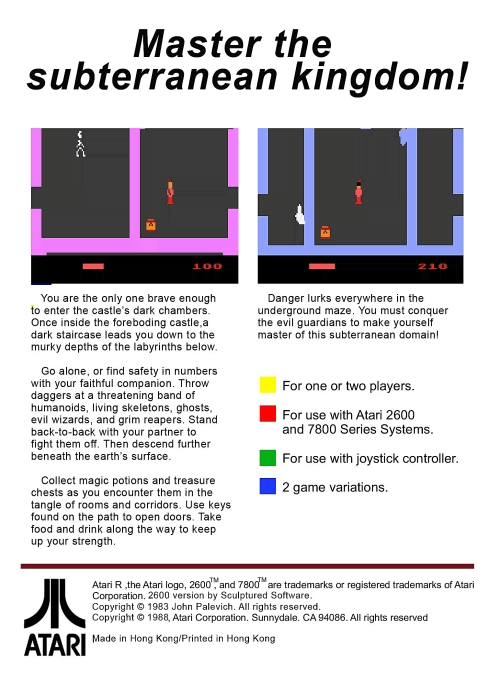 Master the
subterranean kingdom!
100
210
You are the only one brave enough
to enter the castle's dark chambers.
Once inside the foreboding castle,a
dark staircase leads you down to the
murky depths of the labyrinths below.
Go alone, or find safety in numbers
with your faithful companion. Throw
daggers at a threatening band of
humanoids, living skeletons, ghosts,
evil wizards, and grim reapers. Stand
back-to-back with your partner to
fight them off. Then descend further
beneath the earth's surface.
Collect magic potions and treasure
chests as you encounter them in the
tangle of rooms and corridors. Use keys
found on the path to open doors. Take
food and drink along the way to keep
up your strength.
Danger lurks everywhere in the
underground maze. You must conquer
the evil guardians to make yourself
master of this subterranean domain!
For one or two players.
For use with Atari 2600
and 7800 Series Systems.
For use with joystick controller.
2 game variations.
Atari R ,the Atari logo, 2600™, and 7800™ are trademarks or registered trademarks of Atari
Corporation. 2600 version by Sculptured Software.
Copyright © 1983 John Palevich. All rights reserved.
Copyright © 1988, Atari Corporation. Sunnydale. CA 94086. All rights reserved
Made in Hong Kong/Printed in Hong Kong
ATARI